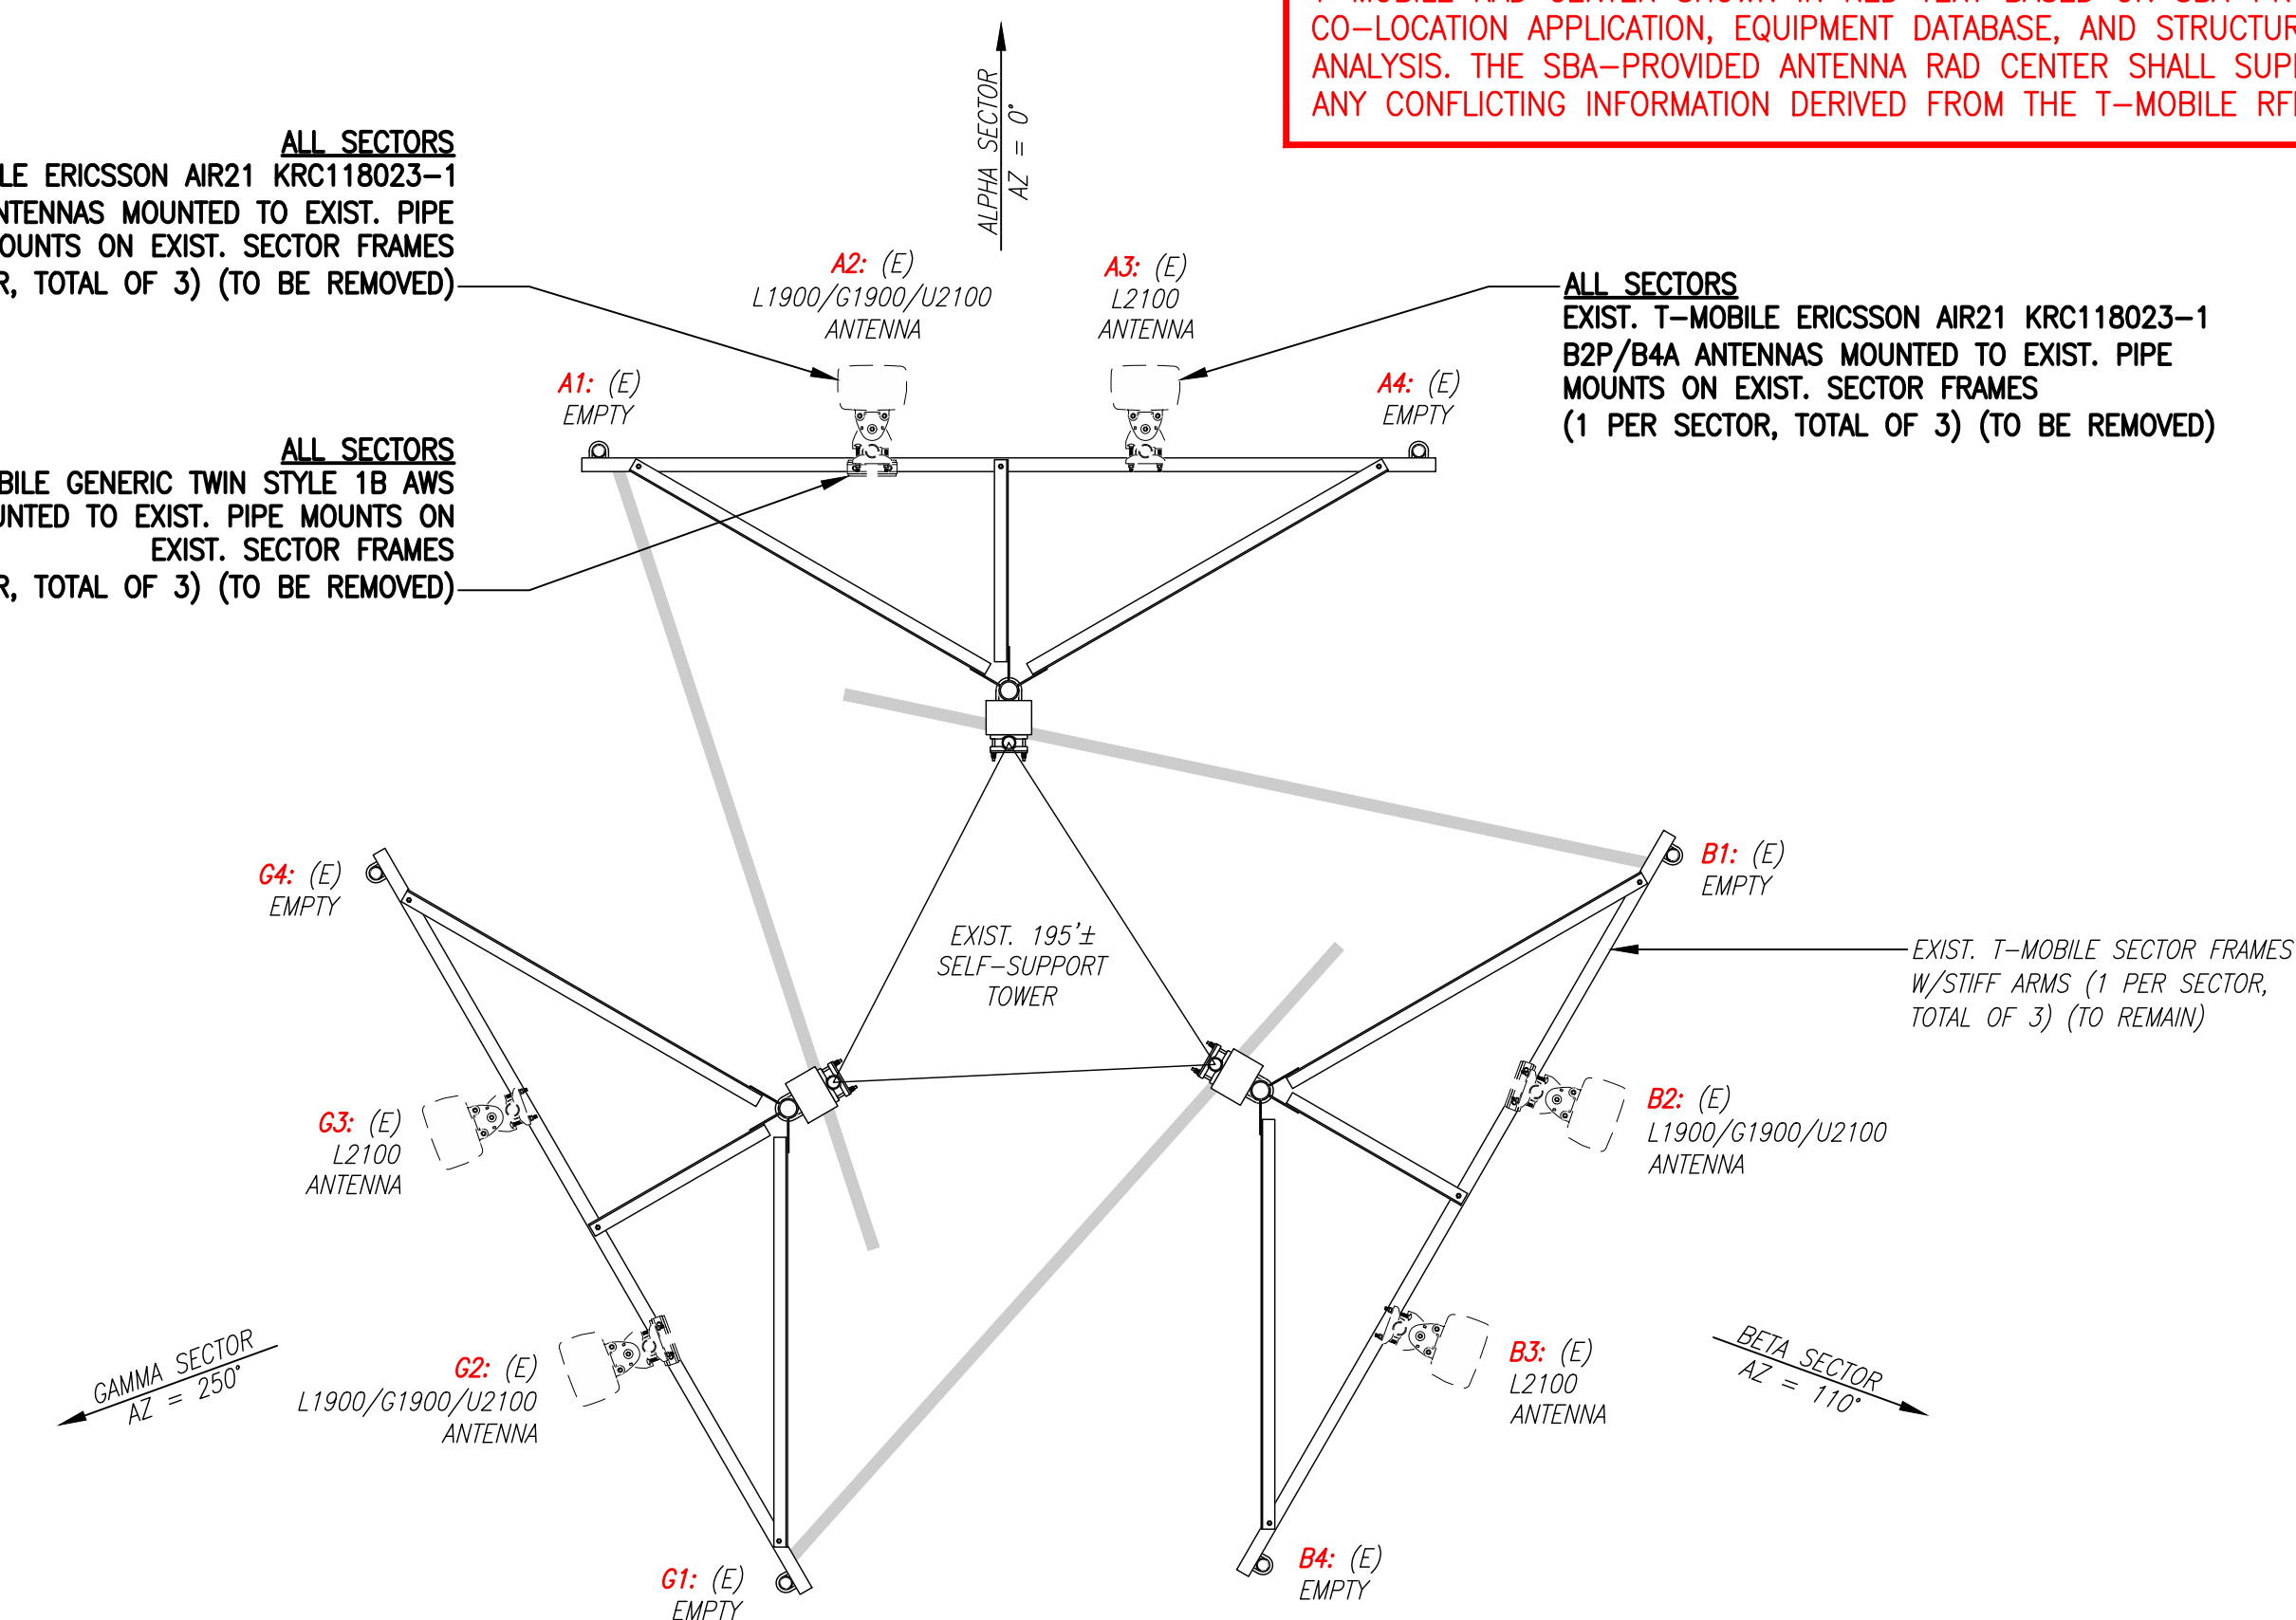 CO-LOCATION APPLICATION, EQUIPMENT DATABASE, AND
ANALYSIS. THE SBA-PROVIDED ANTENNA RAD CENTER SHALL
ANY CONFLICTING INFORMATION DERIVED FROM THE T-MOBILE
ALPHA SECTOR
AZ = 0°
ALL SECTORS
ERICSSON AIR21 KRC118023-1
MOUNTED TO EXIST. PIPE
ON EXIST. SECTOR FRAMES
TOTAL OF 3) (TO BE REMOVED)
A2: (E)
L1900/G1900/U2100
ANTENNA
A3: (E)
L2100
ANTENNA
ALL SECTORS
EXIST. T-MOBILE ERICSSON AIR21 KRC118023-1
B2P/B4A ANTENNAS MOUNTED TO EXIST. PIPE
MOUNTS ON EXIST. SECTOR FRAMES
(1 PER SECTOR, TOTAL OF 3) (TO BE REMOVED)
A1: (E)
EMPTY
A4: (E)
EMPTY
ALL SECTORS
GENERIC TWIN STYLE 1B AWS
TO EXIST. PIPE MOUNTS ON
EXIST. SECTOR FRAMES
TOTAL OF 3) (TO BE REMOVED)
G4: (E)
EMPTY
EXIST. 195'±
SELF-SUPPORT
TOWER
B1: (E)
EMPTY
EXIST. T-MOBILE SECTOR FRAMES
W/STIFF ARMS (1 PER SECTOR,
TOTAL OF 3) (TO REMAIN)
G3: (E)
L2100
ANTENNA
B2: (E)
L1900/G1900/U2100
ANTENNA
GAMMA SECTOR
AZ = 250°
G2: (E)
L1900/G1900/U2100
ANTENNA
B3: (E)
L2100
ANTENNA
BETA SECTOR
AZ = 110°
G1: (E)
EMPTY
B4: (E)
EMPTY